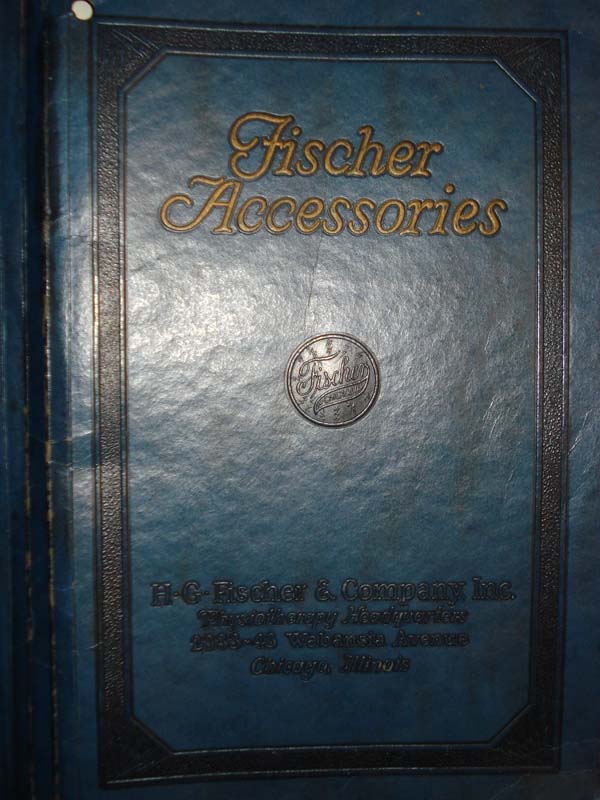 Fischer
Accessories
Fischer
H·G·Fischer & Company, Inc.
Physiotherapy Headquarters
Wabansia Avenue
Chicago, Illinois